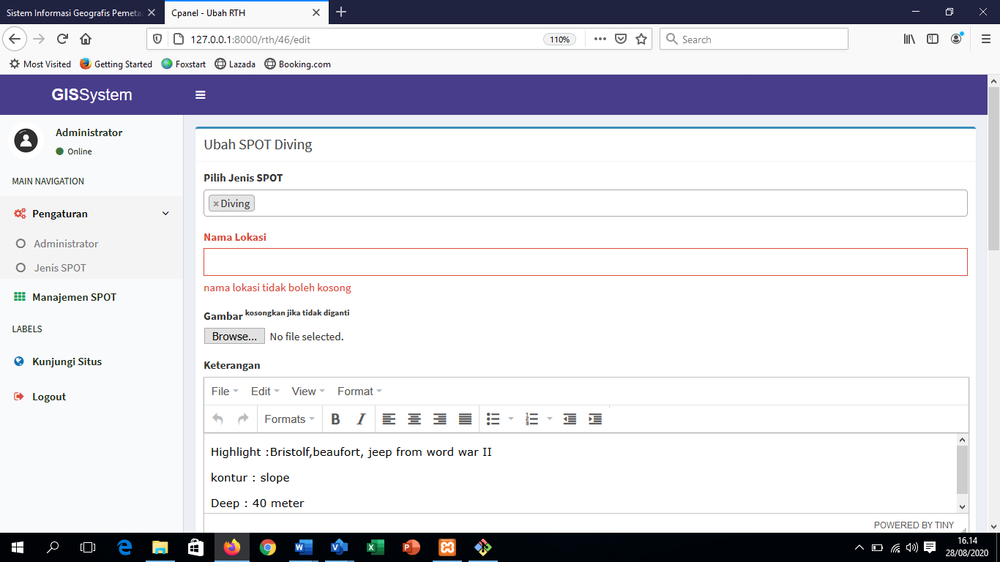 Sistem Informasi Geografis Pemeta
Cpanel - Ubah RTH
127.0.0.1:8000/rth/46/edit
110%
Search
Most Visited
Getting Started
Foxstart
Lazada
Booking.com
GISSystem
Administrator
Online
MAIN NAVIGATION
Pengaturan
Administrator
Jenis SPOT
Manajemen SPOT
LABELS
Kunjungi Situs
Logout
Ubah SPOT Diving
Pilih Jenis SPOT
× Diving
Nama Lokasi
nama lokasi tidak boleh kosong
Gambar kosongkan jika tidak diganti
Browse... No file selected.
Keterangan
File Edit View Format
Formats B I
Highlight :Bristolf,beaufort, jeep from word war II
kontur : slope
Deep : 40 meter
POWERED BY TINY
16.14
28/08/2020